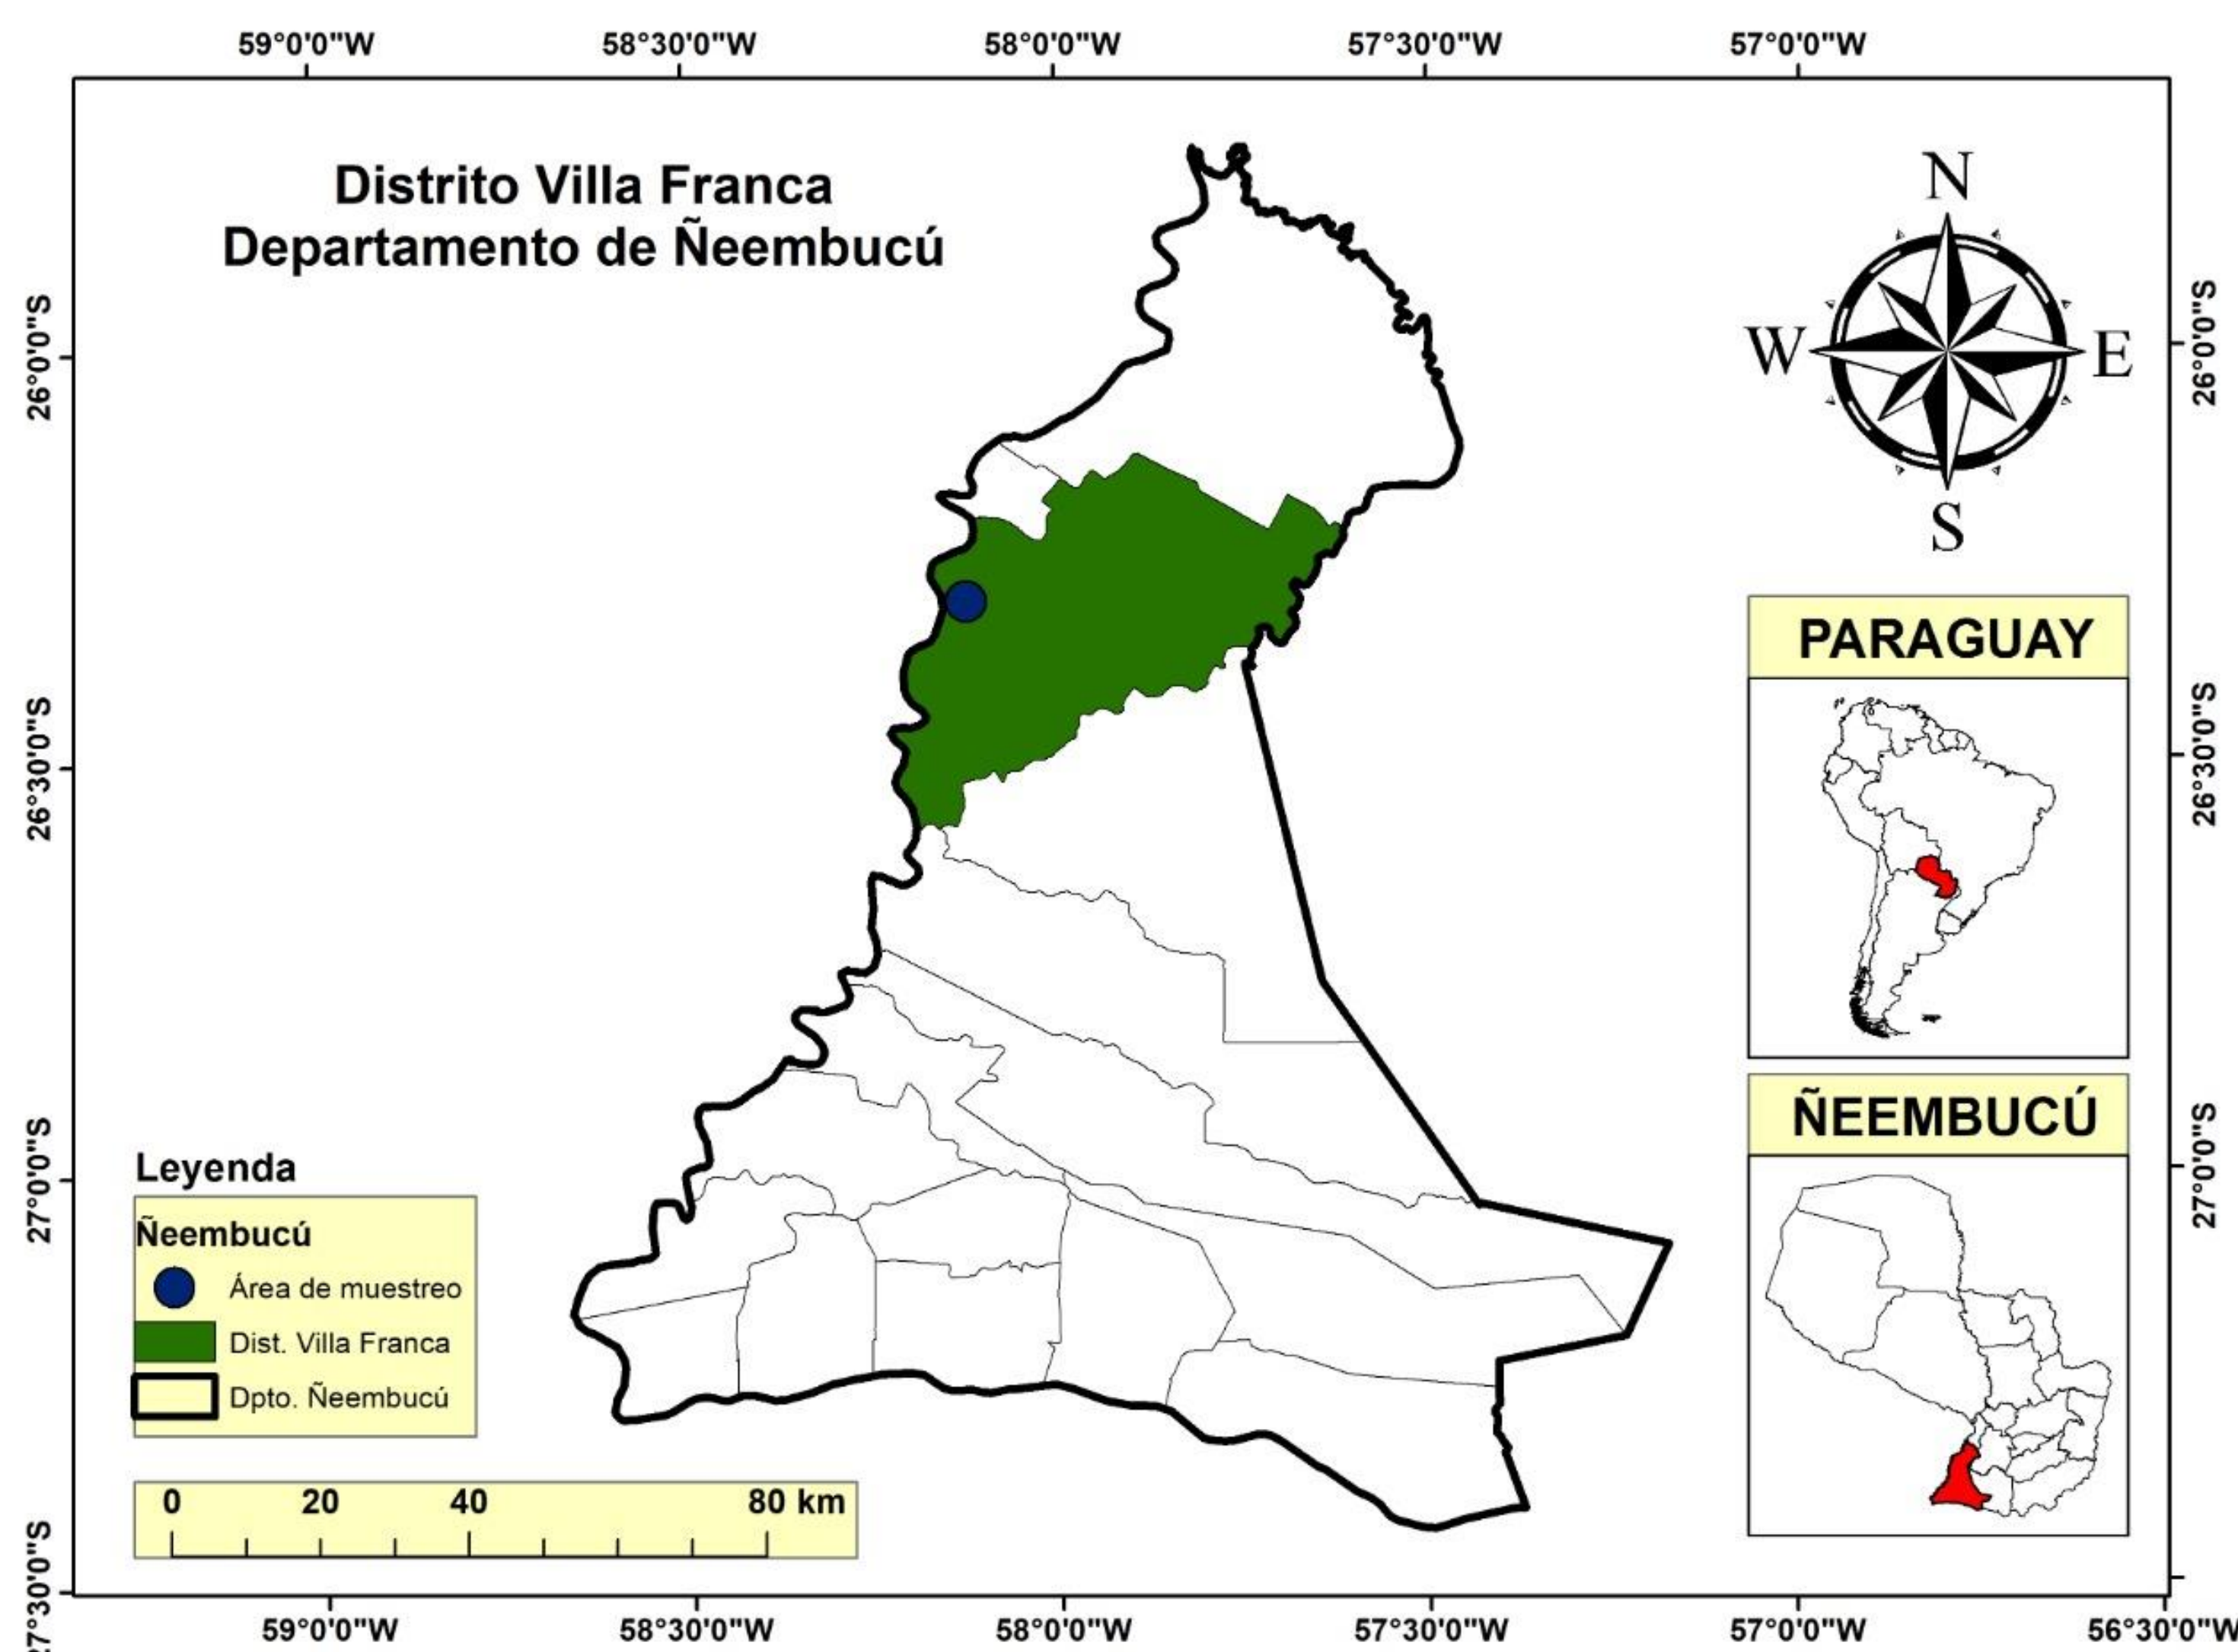 59°0'0"W 58°30'0"W 58°0'0"W 57°30'0"W 57°0'0"W
Distrito Villa Franca
Departamento de Ñeembucú
N
W E
S
26°0'0"S 26°0'0"S
26°30'0"S 26°30'0"S
27°0'0"S 27°0'0"S
27°30'0"S
PARAGUAY
ÑEEMBUCÚ
Leyenda
Ñeembucú
Área de muestreo
Dist. Villa Franca
Dpto. Ñeembucú
0 20 40 80 km
59°0'0"W 58°30'0"W 58°0'0"W 57°30'0"W 57°0'0"W 56°30'0"W